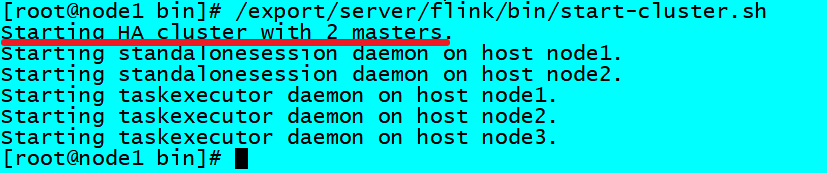 [root@node1 bin]# /export/server/flink/bin/start-cluster.sh
Starting HA cluster with 2 masters.
Starting standalonesession daemon on host node1.
Starting standalonesession daemon on host node2.
Starting taskexecutor daemon on host node1.
Starting taskexecutor daemon on host node2.
Starting taskexecutor daemon on host node3.
[root@node1 bin]#